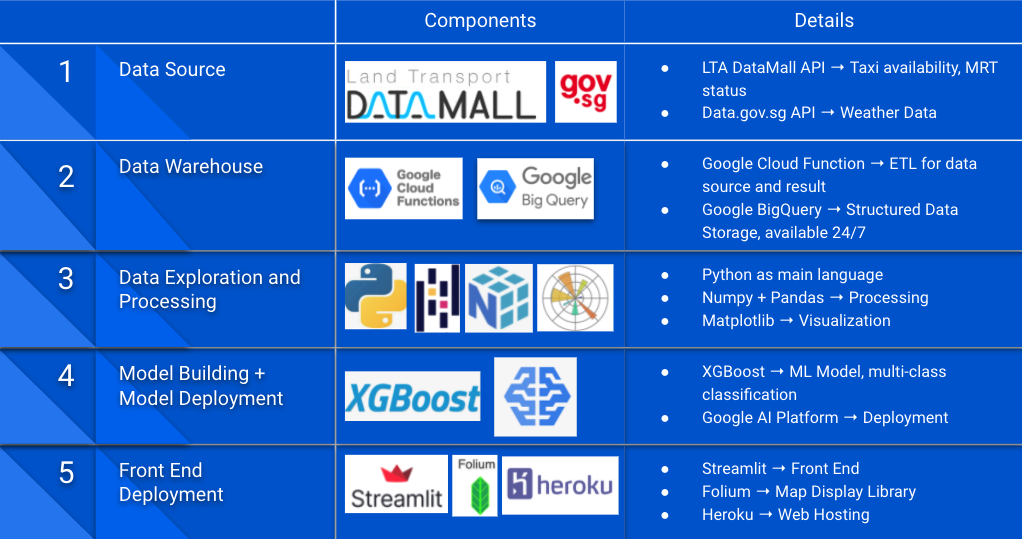 Components
Details
1
Data Source
Land Transport
DATAMALL
gov
.sg
● LTA DataMall API → Taxi availability, MRT
status
● Data.gov.sg API → Weather Data
2
Data Warehouse
Google
Cloud
Functions
Google
Big Query
● Google Cloud Function → ETL for data
source and result
● Google BigQuery → Structured Data
Storage, available 24/7
3
Data Exploration and
Processing
● Python as main language
● Numpy + Pandas → Processing
● Matplotlib → Visualization
4
Model Building +
Model Deployment
XGBoost
● XGBoost → ML Model, multi-class
classification
● Google AI Platform → Deployment
5
Front End
Deployment
Streamlit
Folium
heroku
● Streamlit → Front End
● Folium → Map Display Library
● Heroku → Web Hosting